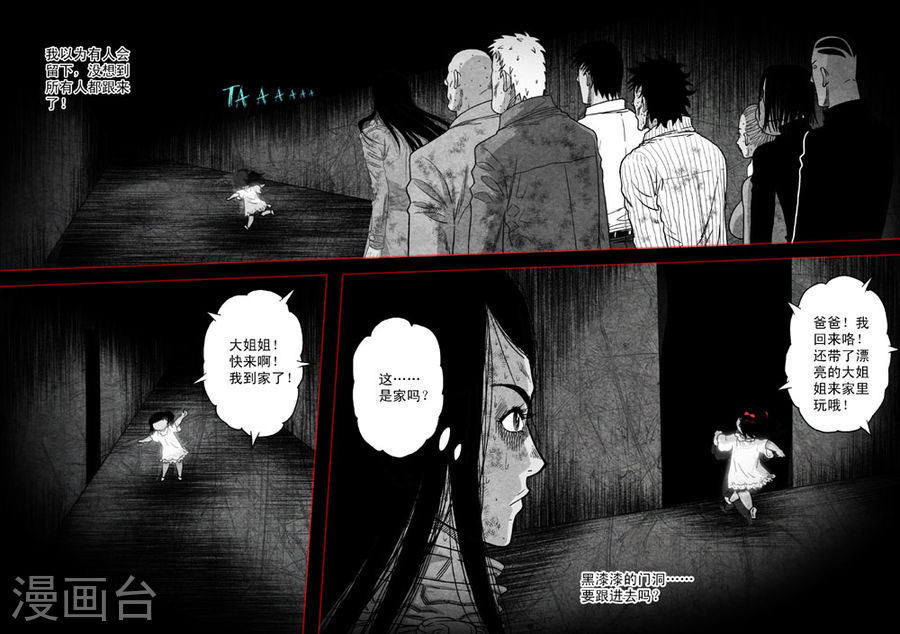 我以为有人会
留下，没想到
所有人都跟来
了！
TA A A A A A A
大姐姐！
快来啊！
我到家了！
这……
是家吗？
爸爸！我
回来咯！
还带了漂
亮的大姐
姐来家里
玩哦！
黑漆漆的门洞……
要跟进去吗？
漫画台